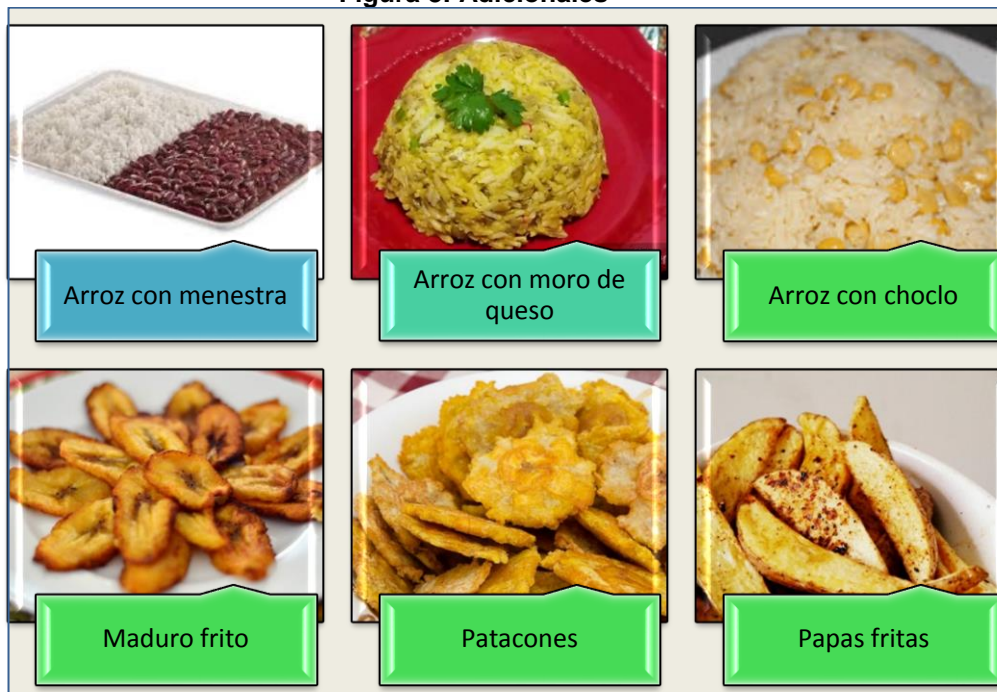 Arroz con menestra
Arroz con moro de
queso
Arroz con choclo
Maduro frito
Patacones
Papas fritas